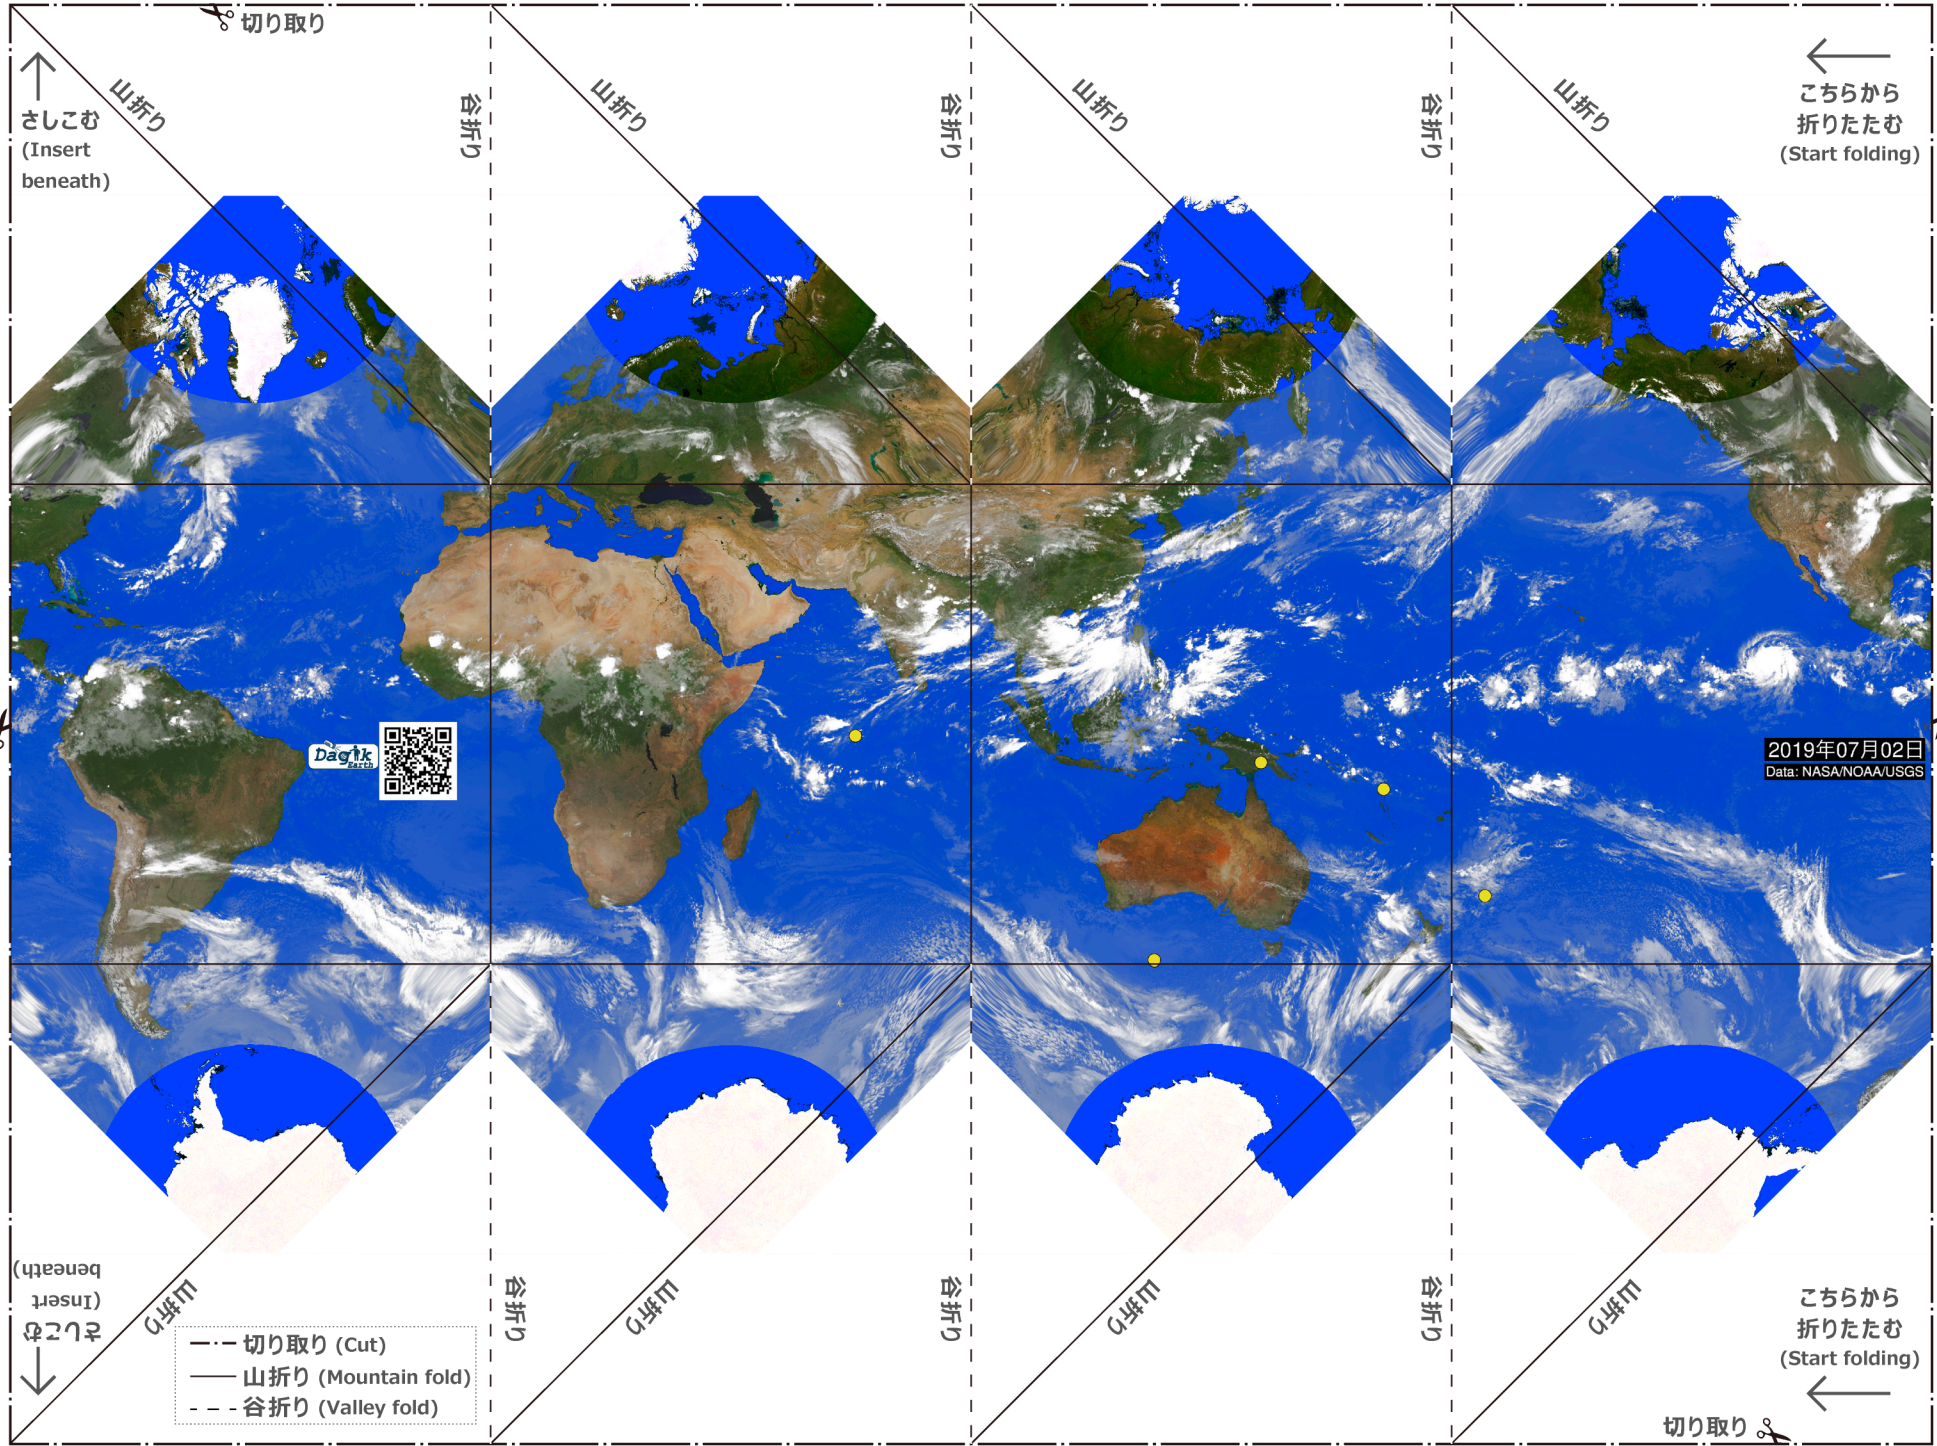 切り取り
さしこむ
(Insert
beneath)
山折り
谷折り
山折り
谷折り
山折り
谷折り
山折り
こちらから
折りたたむ
(Start folding)
Dagik
Earth
2019年07月02日
Data: NASA/NOAA/USGS
さしこむ
(Insert
beneath)
山折り
谷折り
山折り
谷折り
山折り
谷折り
山折り
こちらから
折りたたむ
(Start folding)
切り取り (Cut)
山折り (Mountain fold)
谷折り (Valley fold)
切り取り